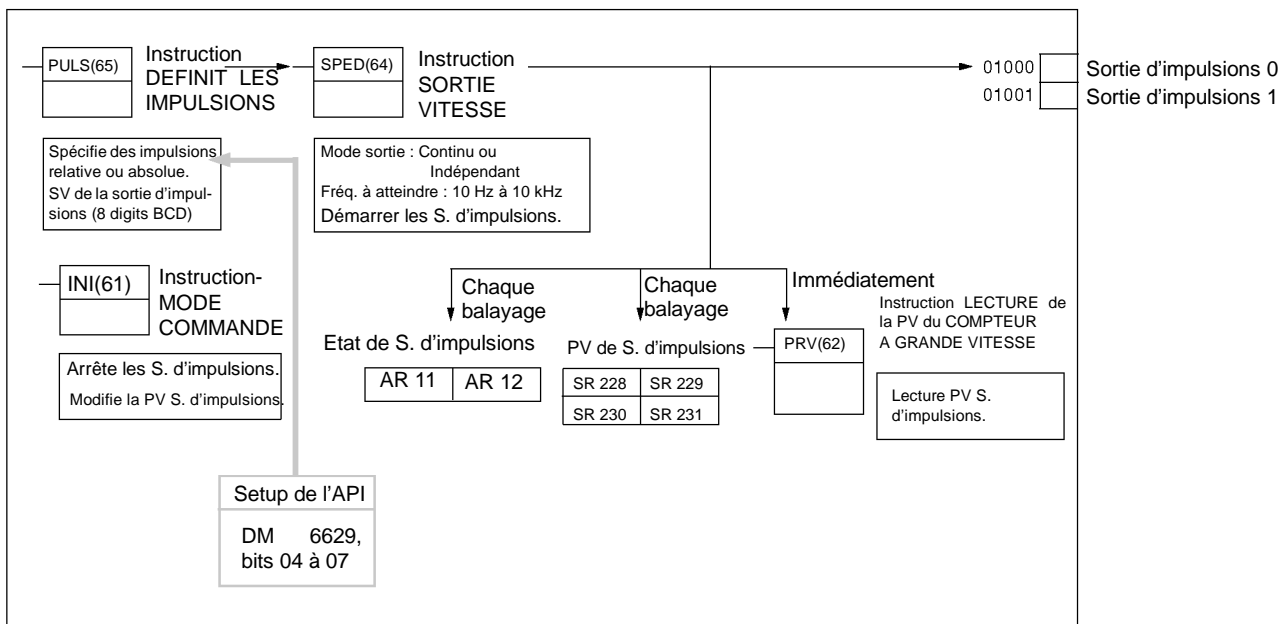 PULS(65)
Instruction
DEFINIT LES
IMPULSIONS
SPED(64)
Instruction
SORTIE
VITESSE
01000
Sortie d'impulsions 0
01001
Sortie d'impulsions 1
Spécifie des impulsions
relative ou absolue.
SV de la sortie d'impul-
sions (8 digits BCD)
Mode sortie : Continu ou
Indépendant
Fréq. à atteindre : 10 Hz à 10 kHz
Démarrer les S. d'impulsions.
INI(61)
Instruction-
MODE
COMMANDE
Arrête les S. d'impulsions.
Modifie la PV S. d'impulsions.
Chaque
balayage
Chaque
balayage
Immédiatement
Etat de S. d'impulsions
AR 11 AR 12
PV de S. d'impulsions
SR 228 SR 229
SR 230 SR 231
PRV(62)
Instruction LECTURE de
la PV du COMPTEUR
A GRANDE VITESSE
Lecture PV S.
d'impulsions.
Setup de l'API
DM 6629,
bits 04 à 07